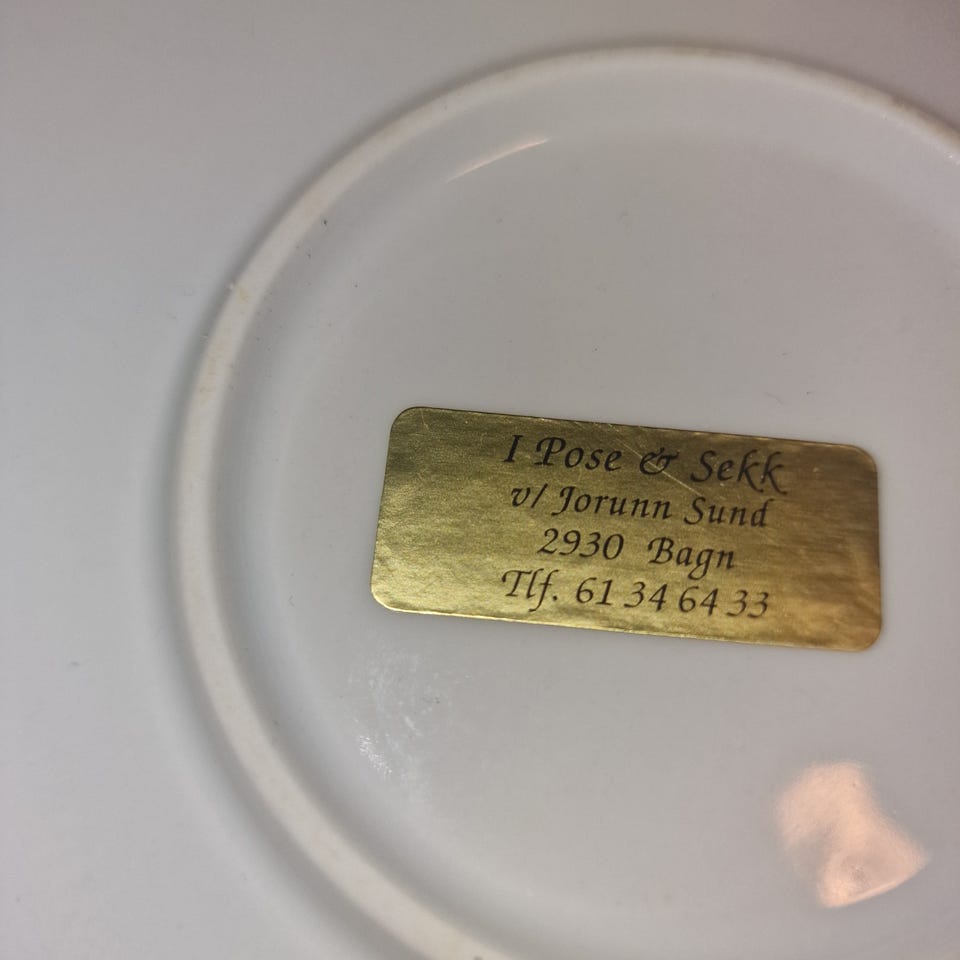 I Pose & Sekk
v/ Jorunn Sund
2930 Bagn
Tlf. 61 34 64 33